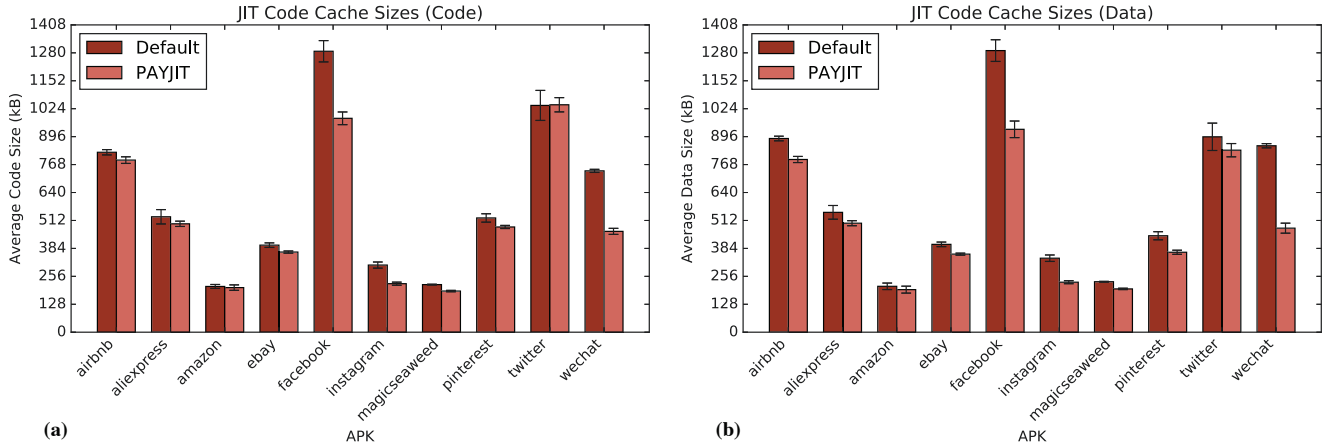 JIT Code Cache Sizes (Code)
Average Code Size (kB)
1408
1280
1152
1024
896
768
640
512
384
256
128
0
Default
PAYJIT
airbnb
aliexpress
amazon
ebay
facebook
instagram
magicseaweed
pinterest
twitter
wechat
APK
(a)
JIT Code Cache Sizes (Data)
Average Data Size (kB)
1408
1280
1152
1024
896
768
640
512
384
256
128
0
Default
PAYJIT
airbnb
aliexpress
amazon
ebay
facebook
instagram
magicseaweed
pinterest
twitter
wechat
APK
(b)